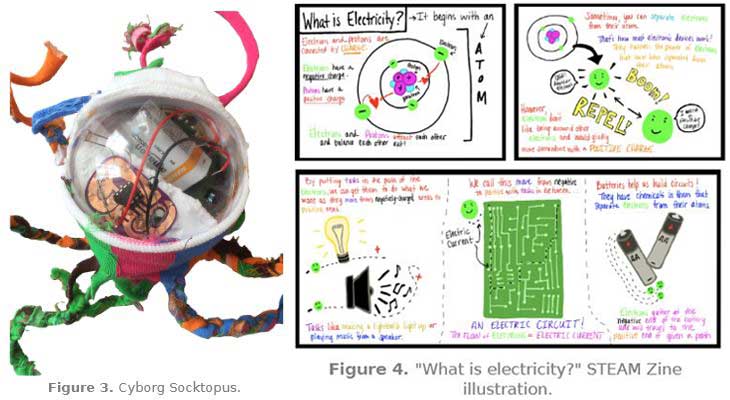 What is Electricity? → It begins with an
ATOM
Electrons and protons are
connected by CHARGE.
Electrons have a
negative charge.
Protons have a
positive charge.
Electron
Proton
Electrons and Protons attract each other
and balance each other out!
Sometimes, you can separate electrons
from their atoms.
That's how most electronic devices work!
They harness the power of electrons
that have been separated from
their atoms.
BOOM!
REPEL!
However,
electrons don't
like being around other
electrons and would gladly
move somewhere with a POSITIVE CHARGE.
By putting tasks in the path of the
electrons, we can get them to do what we
want as they move from negatively-charged areas to
positive ones.
Tasks like making a lightbulb light up or
playing music from a speaker.
We call this move from negative
to positive with tasks in between...
Electric
Current
AN ELECTRIC CIRCUIT!
THE FLOW OF ELECTRONS = ELECTRIC CURRENT
Batteries help us build circuits!
They have chemicals in them that
separate electrons from their atoms.
AA
AA
Electrons gather at the
negative end of the battery
and will travel to the
positive end if given a path.
Figure 3. Cyborg Socktopus.
Figure 4. "What is electricity?" STEAM Zine
illustration.